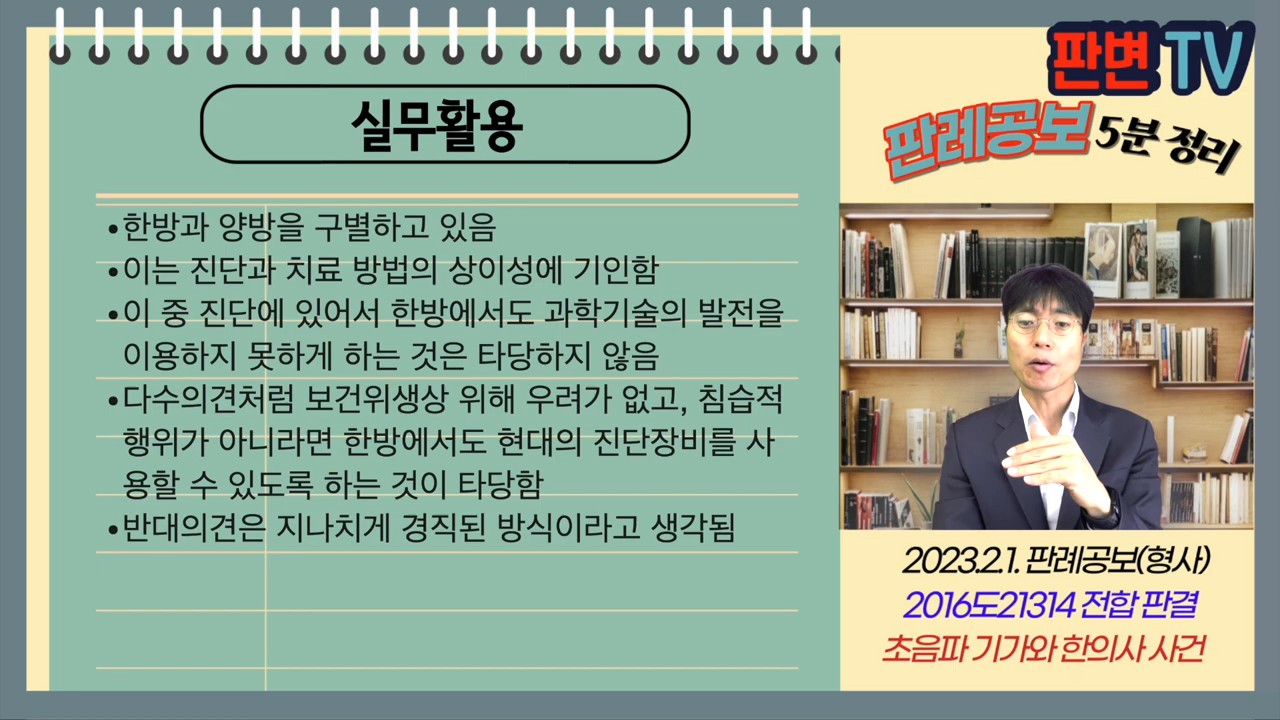 실무활용
•한방과 양방을 구별하고 있음
•이는 진단과 치료 방법의 상이성에 기인함
•이 중 진단에 있어서 한방에서도 과학기술의 발전을
이용하지 못하게 하는 것은 타당하지 않음
•다수의견처럼 보건위생상 위해 우려가 없고, 침습적
행위가 아니라면 한방에서도 현대의 진단장비를 사
용할 수 있도록 하는 것이 타당함
•반대의견은 지나치게 경직된 방식이라고 생각됨
판변 TV
판례공보 5분 정리
2023.2.1. 판례공보(형사)
2016도21314 전합 판결
초음파 기기와 한의사 사건